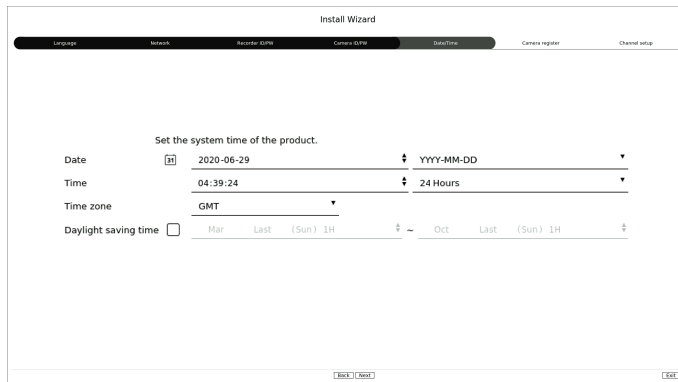 Install Wizard
Language Network Recorder ID/PW Camera ID/PW Date/Time Camera register Channel setup
Set the system time of the product.
Date 31 2020-06-29 YYYY-MM-DD
Time 04:39:24 24 Hours
Time zone GMT
Daylight saving time Mar Last (Sun) 1H ~ Oct Last (Sun) 1H
Back Next Exit